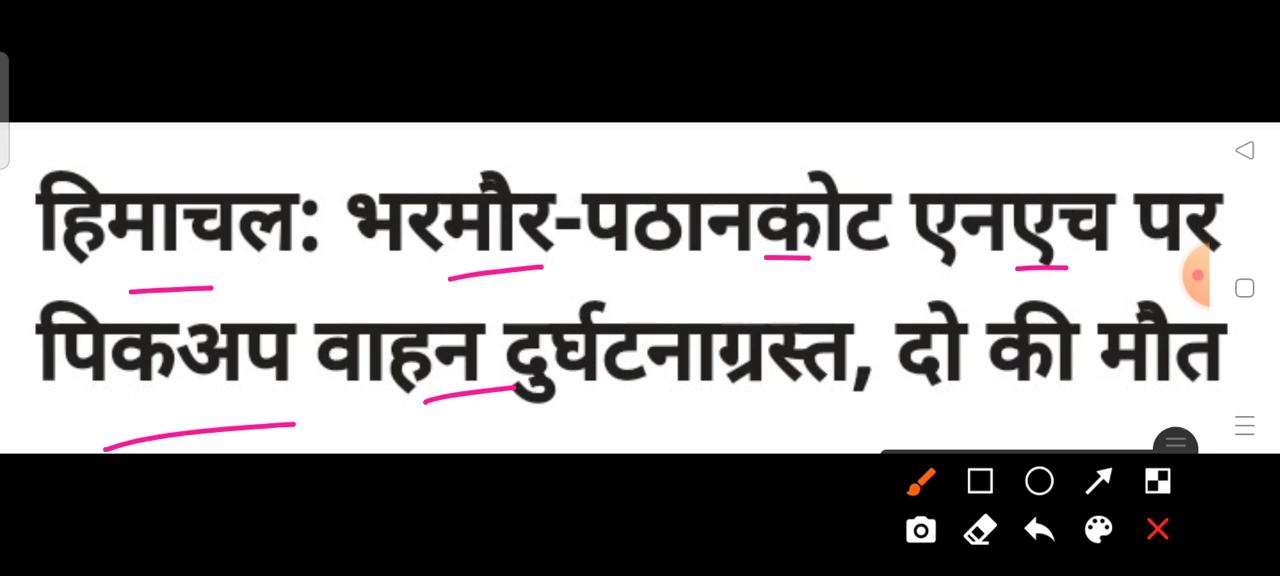 हिमाचल: भरमौर-पठानकोट एनएच पर
पिकअप वाहन दुर्घटनाग्रस्त, दो की मौत